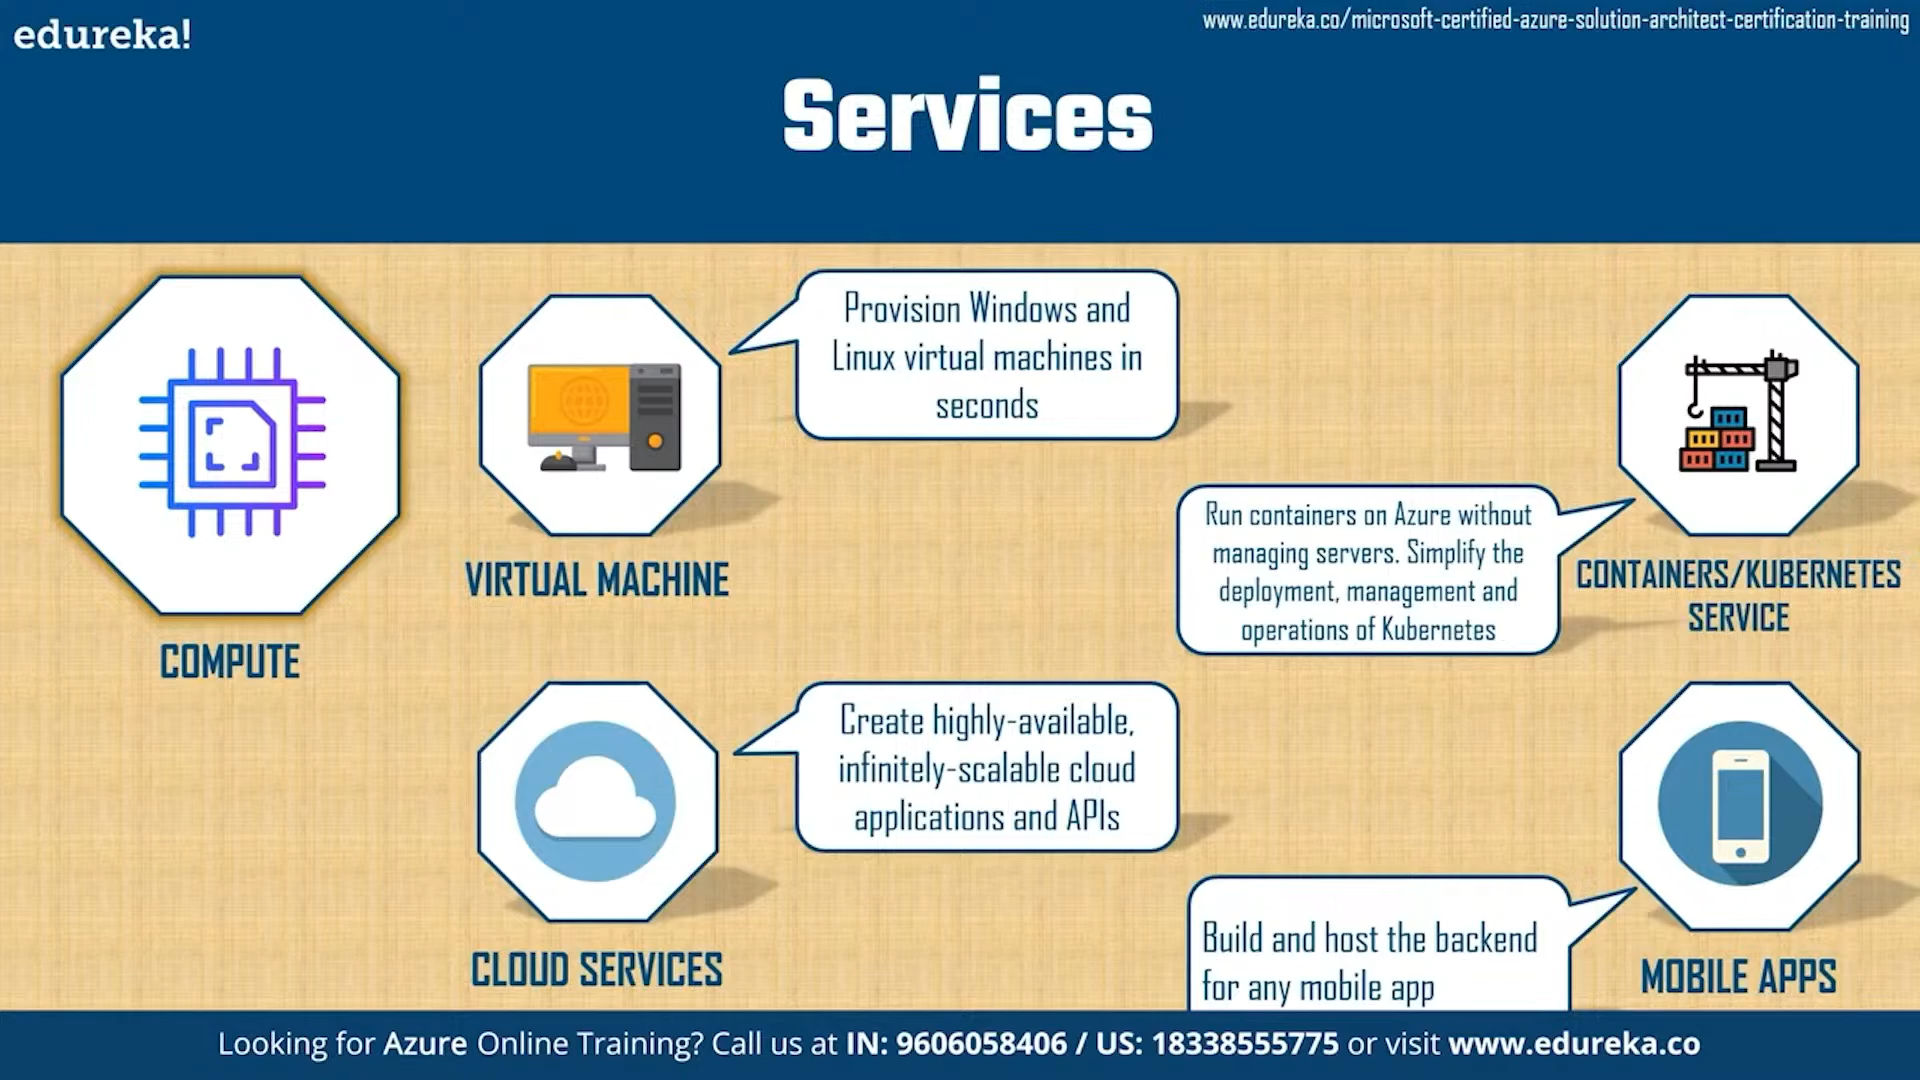 edureka!
www.edureka.co/microsoft-certified-azure-solution-architect-certification-training
Services
COMPUTE
VIRTUAL MACHINE
Provision Windows and
Linux virtual machines in
seconds
Run containers on Azure without
managing servers. Simplify the
deployment, management and
operations of Kubernetes
CONTAINERS/KUBERNETES
SERVICE
CLOUD SERVICES
Create highly-available,
infinitely-scalable cloud
applications and APIs
Build and host the backend
for any mobile app
MOBILE APPS
Looking for Azure Online Training? Call us at IN: 9606058406 / US: 18338555775 or visit www.edureka.co